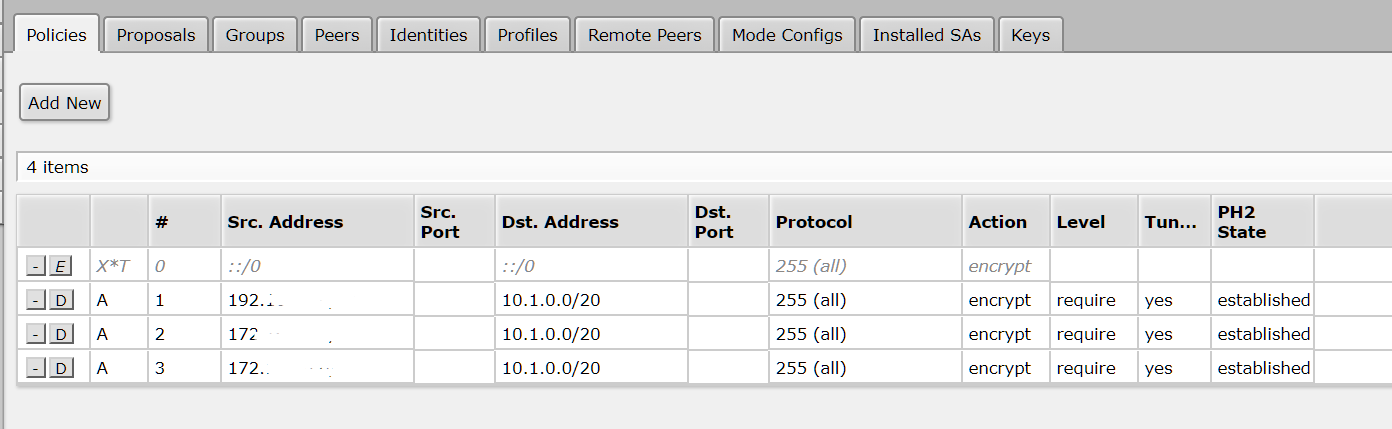 Policies Proposals Groups Peers Identities Profiles Remote Peers Mode Configs Installed SAs Keys
Add New
4 items
# Src. Address Src. Port Dst. Address Dst. Port Protocol Action Level Tun... PH2 State
- E X*T 0 ::/0 ::/0 255 (all) encrypt
- D A 1 192. 10.1.0.0/20 255 (all) encrypt require yes established
- D A 2 172 10.1.0.0/20 255 (all) encrypt require yes established
- D A 3 172. 10.1.0.0/20 255 (all) encrypt require yes established